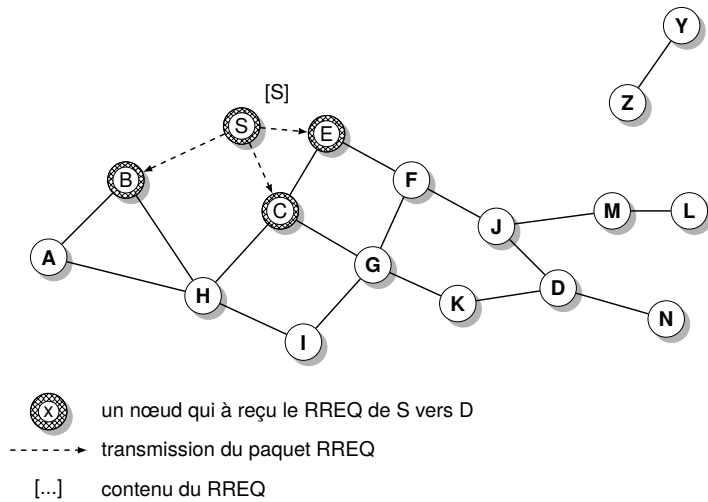 Y
Z
[S]
S
E
B
F
C
J
M
L
A
G
H
K
D
N
I
x
un nœud qui à reçu le RREQ de S vers D
transmission du paquet RREQ
[...]
contenu du RREQ